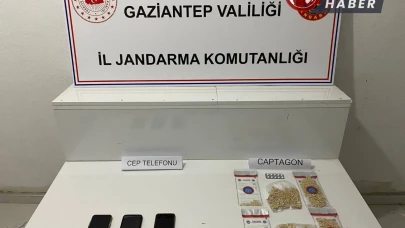 HABER
GAZİANTEP VALİLİĞİ
İL JANDARMA KOMUTANLIĞI
CEP TELEFONU
CAPTAGON